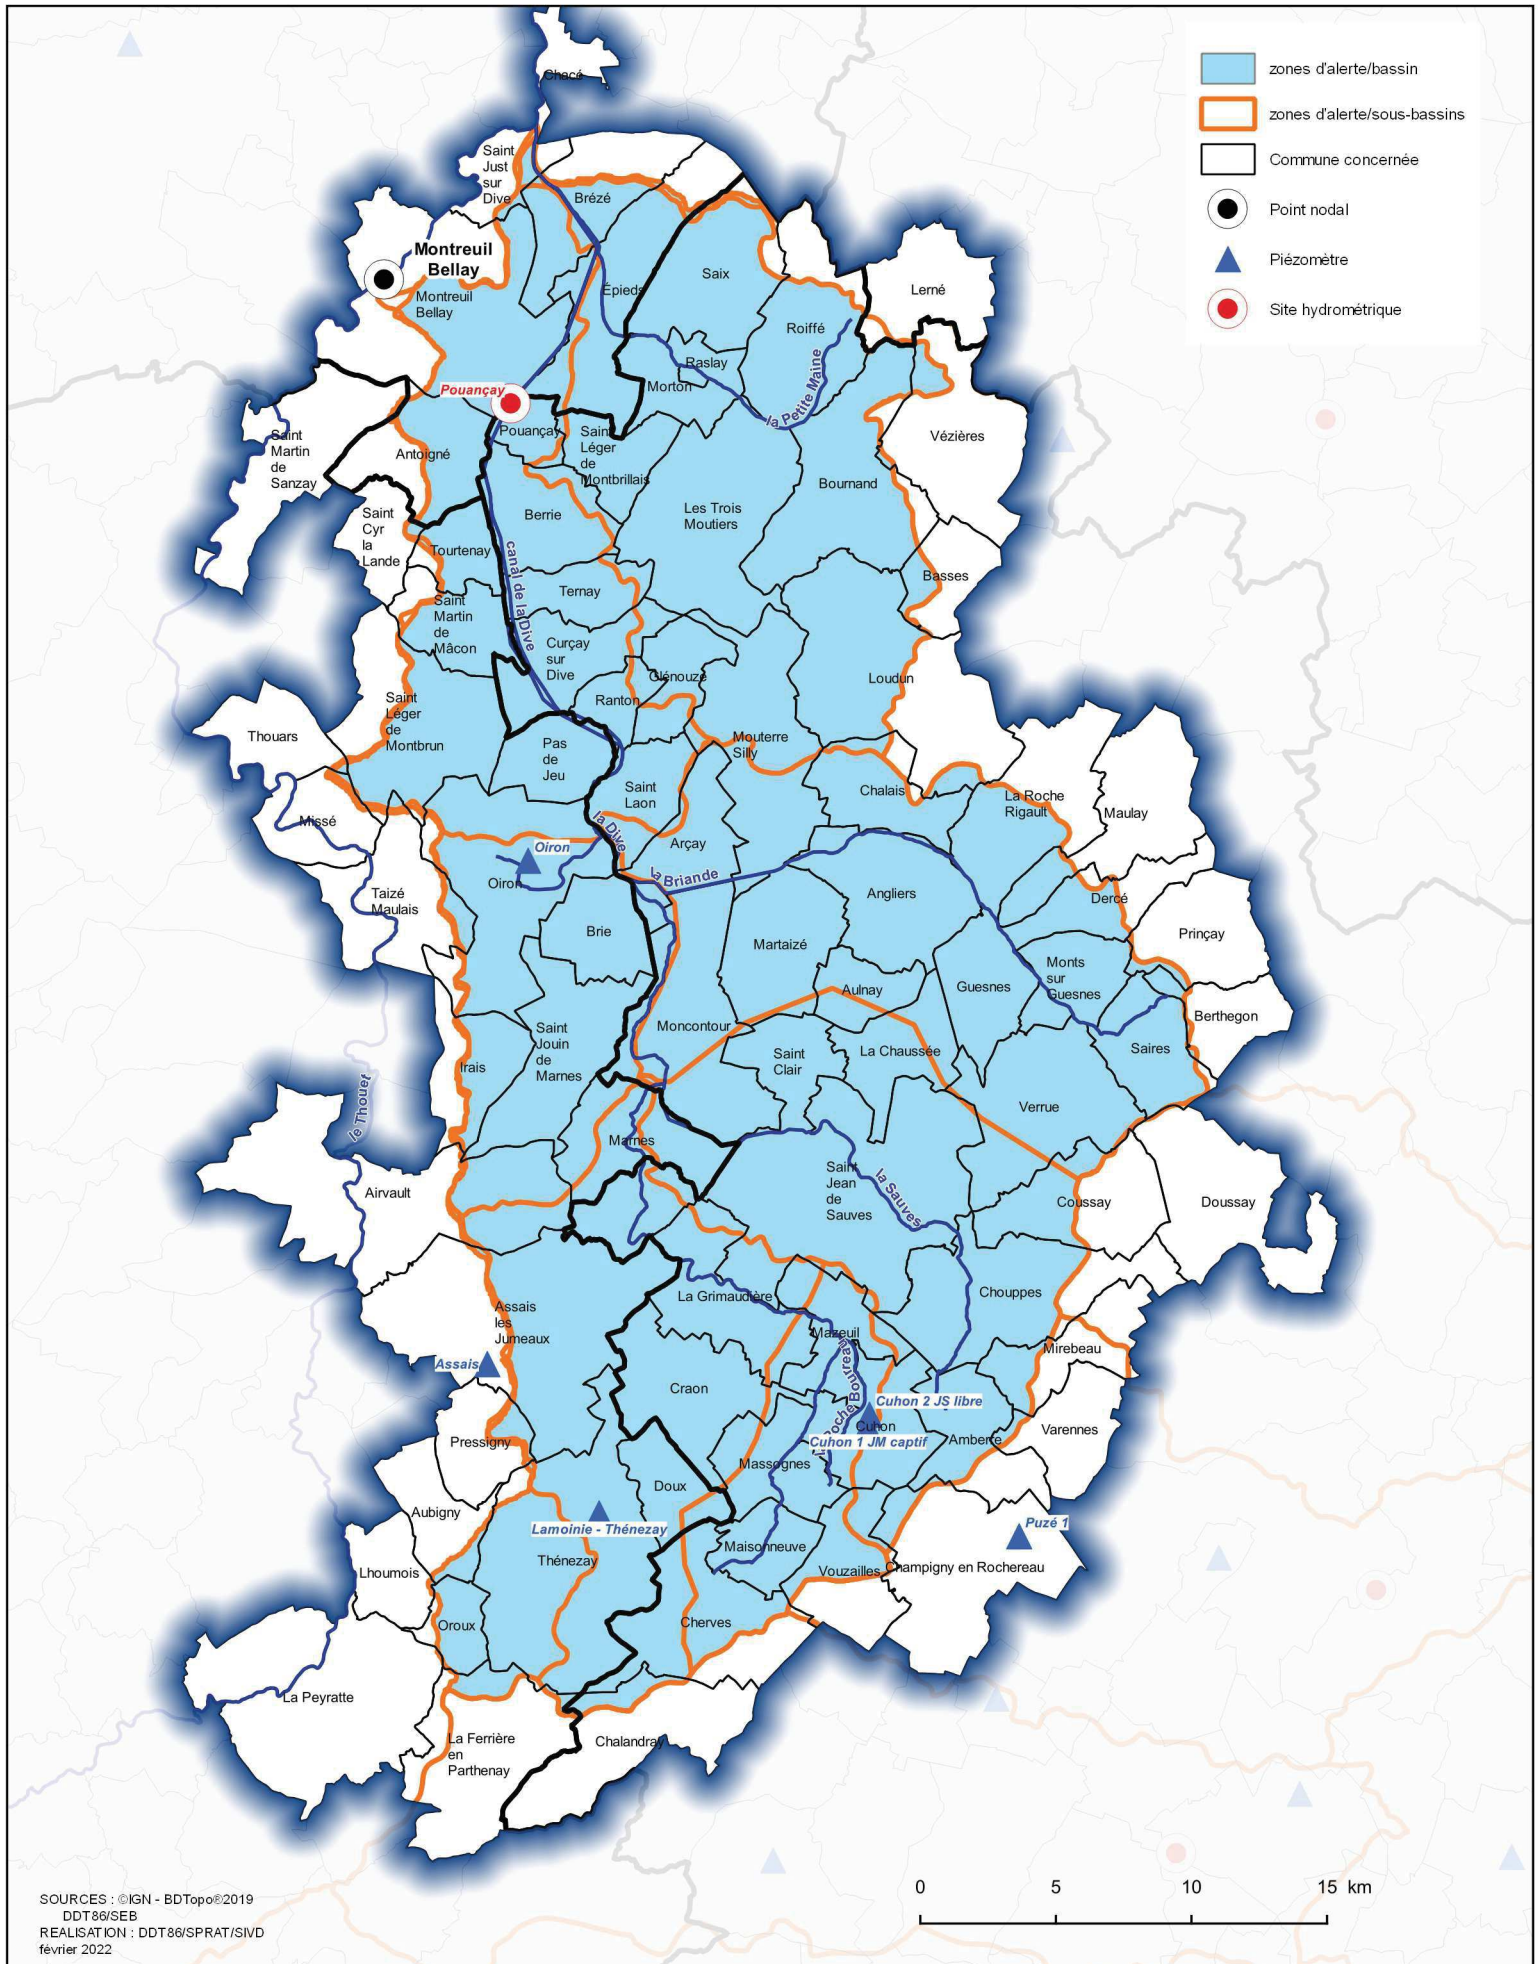 zones d'alerte/bassin
zones d'alerte/sous-bassins
Commune concernée
Point nodal
Piézomètre
Site hydrométrique
Chacé
Saint
Just
sur
Dive
Brézé
Montreuil
Bellay
Montreuil
Bellay
Épieds
Saix
Lerné
Roiffé
Raslay
Morton
la Petite Maine
Pouançay
Pouançay
Saint
Léger
de
Montbrillais
Vézières
Saint
Martin
de
Sanzay
Antoigné
Bournand
Les Trois
Moutiers
Berrie
Saint
Cyr
la
Lande
Tourtenay
canal de la Dive
Basses
Ternay
Saint
Martin
de
Mâcon
Curçay
sur
Dive
Glénouze
Loudun
Ranton
Saint
Léger
de
Montbrun
Thouars
Pas
de
Jeu
Mouterre
Silly
Saint
Laon
Chalais
La Roche
Rigault
Maulay
Missé
la Dive
Arçay
Oiron
Oiron
la Briande
Taizé
Maulais
Angliers
Dercé
Brie
Martaizé
Prinçay
Monts
sur
Guesnes
Guesnes
Aulnay
Berthegon
Moncontour
Saint
Jouin
de
Marnes
Saint
Clair
La Chaussée
Saires
Irais
Verrue
le Thouet
Marnes
Saint
Jean
de
Sauves
la Sauves
Airvault
Coussay
Doussay
La Grimaudière
Chouppes
Assais
les
Jumeaux
Mazeuil
Mirebeau
Assais
Craon
Cuhon 2 JS libre
Cuhon
Cuhon 1 JM captif
Amberre
Varennes
Pressigny
Massognes
Doux
Aubigny
Lamoinie - Thénezay
Puzé 1
Thénezay
Maisonneuve
Lhoumois
Vouzailles
Champigny en Rochereau
Oroux
Cherves
La Peyratte
La Ferrière
en
Parthenay
Chalandray
0 5 10 15 km
SOURCES : ©IGN - BDTopo®2019
DDT86/SEB
REALISATION : DDT86/SPRAT/SIVD
février 2022